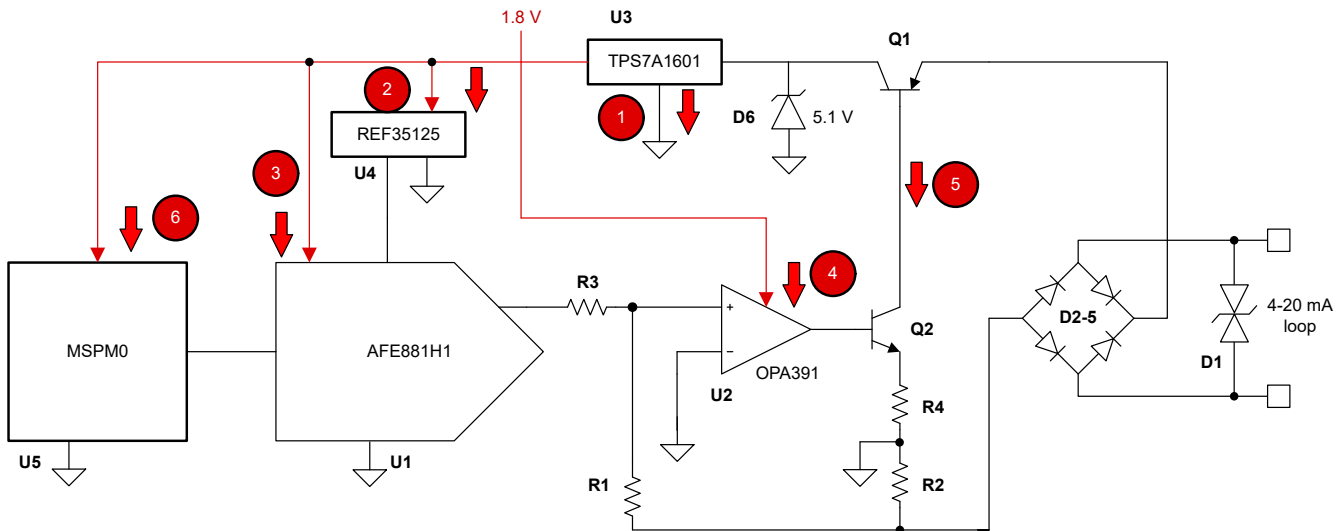 1.8 V
U3
TPS7A1601
Q1
2
1
D6
5.1 V
REF35125
U4
3
5
6
R3
4
+
−
Q2
D2-5
4-20 mA
loop
D1
MSPM0
AFE881H1
OPA391
U2
R4
U5
U1
R1
R2